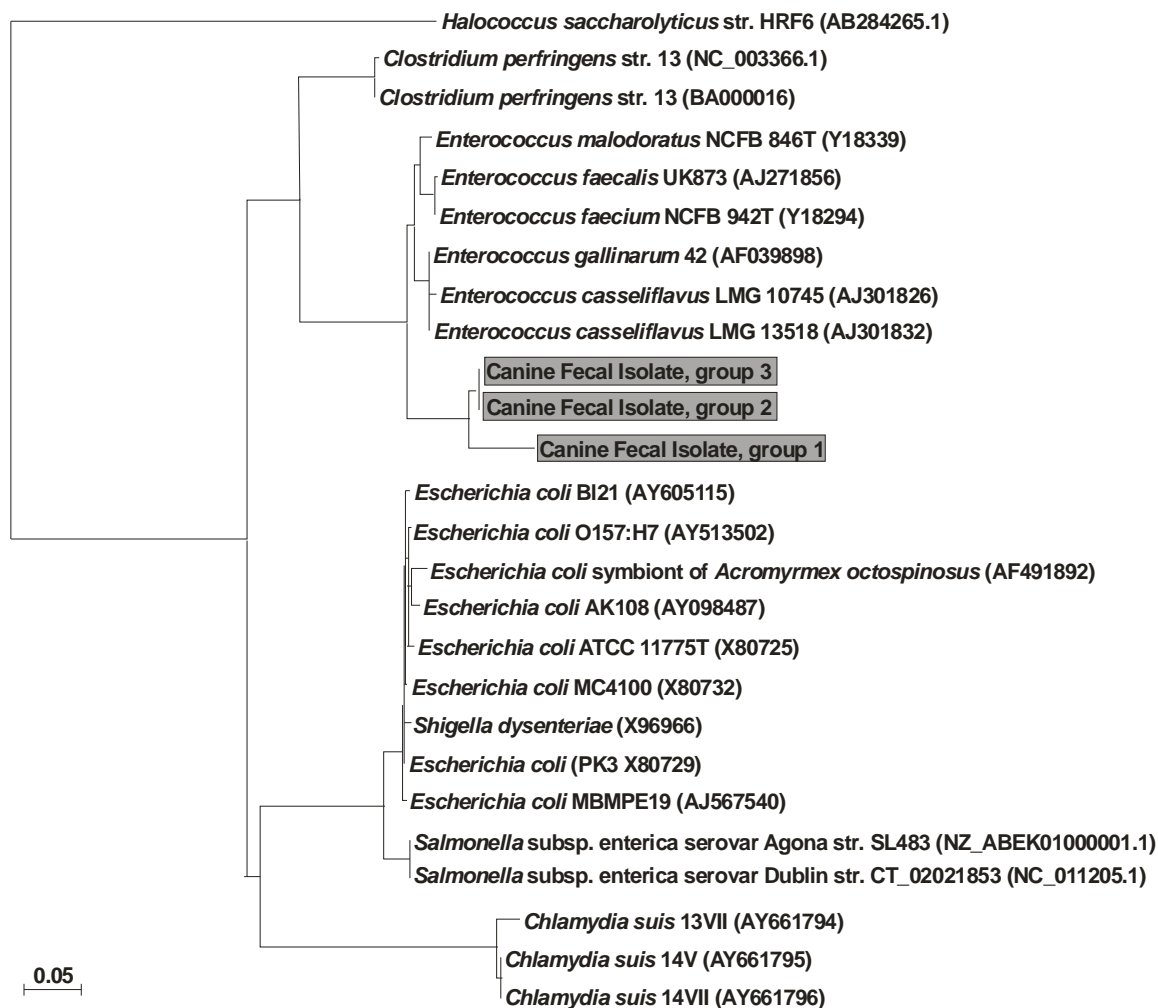 Halococcus saccharolyticus str. HRF6 (AB284265.1)
Clostridium perfringens str. 13 (NC_003366.1)
Clostridium perfringens str. 13 (BA000016)
Enterococcus malodoratus NCFB 846T (Y18339)
Enterococcus faecalis UK873 (AJ271856)
Enterococcus faecium NCFB 942T (Y18294)
Enterococcus gallinarum 42 (AF039898)
Enterococcus casseliflavus LMG 10745 (AJ301826)
Enterococcus casseliflavus LMG 13518 (AJ301832)
Canine Fecal Isolate, group 3
Canine Fecal Isolate, group 2
Canine Fecal Isolate, group 1
Escherichia coli BI21 (AY605115)
Escherichia coli O157:H7 (AY513502)
Escherichia coli symbiont of Acromyrmex octospinosus (AF491892)
Escherichia coli AK108 (AY098487)
Escherichia coli ATCC 11775T (X80725)
Escherichia coli MC4100 (X80732)
Shigella dysenteriae (X96966)
Escherichia coli (PK3 X80729)
Escherichia coli MBMPE19 (AJ567540)
Salmonella subsp. enterica serovar Agona str. SL483 (NZ_ABEK01000001.1)
Salmonella subsp. enterica serovar Dublin str. CT_02021853 (NC_011205.1)
Chlamydia suis 13VII (AY661794)
Chlamydia suis 14V (AY661795)
0.05
Chlamydia suis 14VII (AY661796)